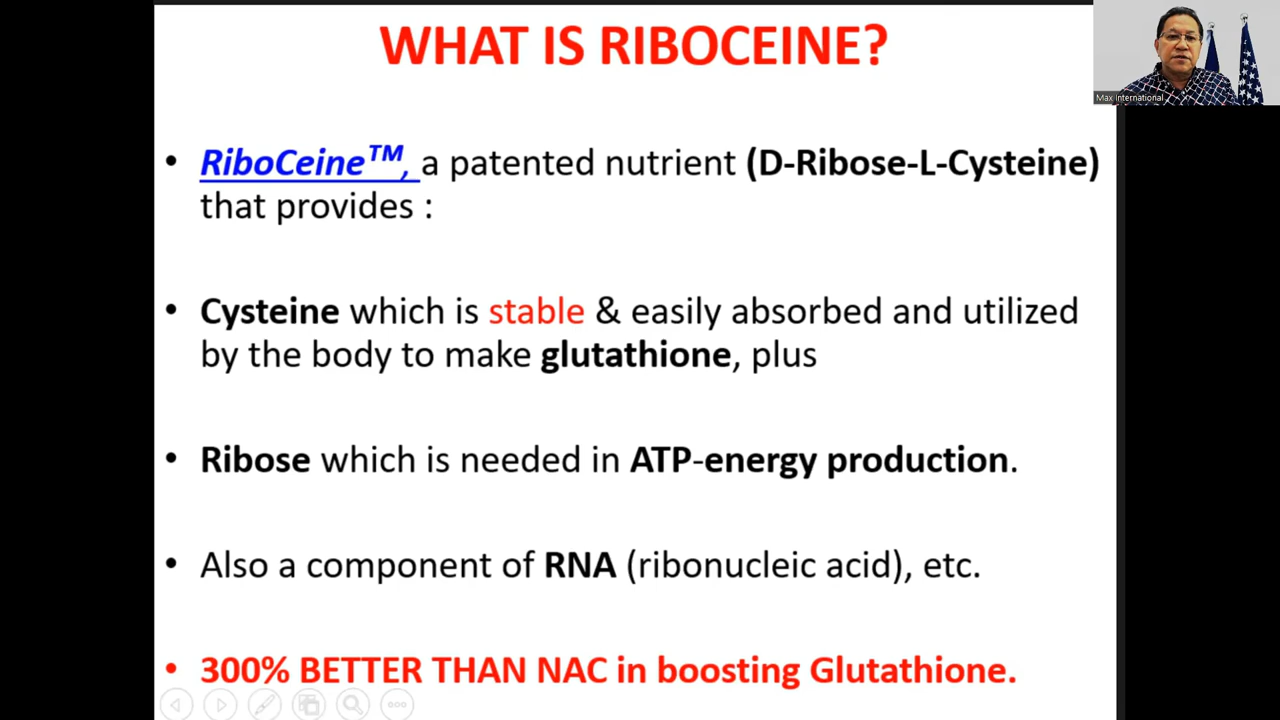 WHAT IS RIBOCEINE?
Max International
• RiboCeine™, a patented nutrient (D-Ribose-L-Cysteine)
that provides :
• Cysteine which is stable & easily absorbed and utilized
by the body to make glutathione, plus
• Ribose which is needed in ATP-energy production.
• Also a component of RNA (ribonucleic acid), etc.
• 300% BETTER THAN NAC in boosting Glutathione.